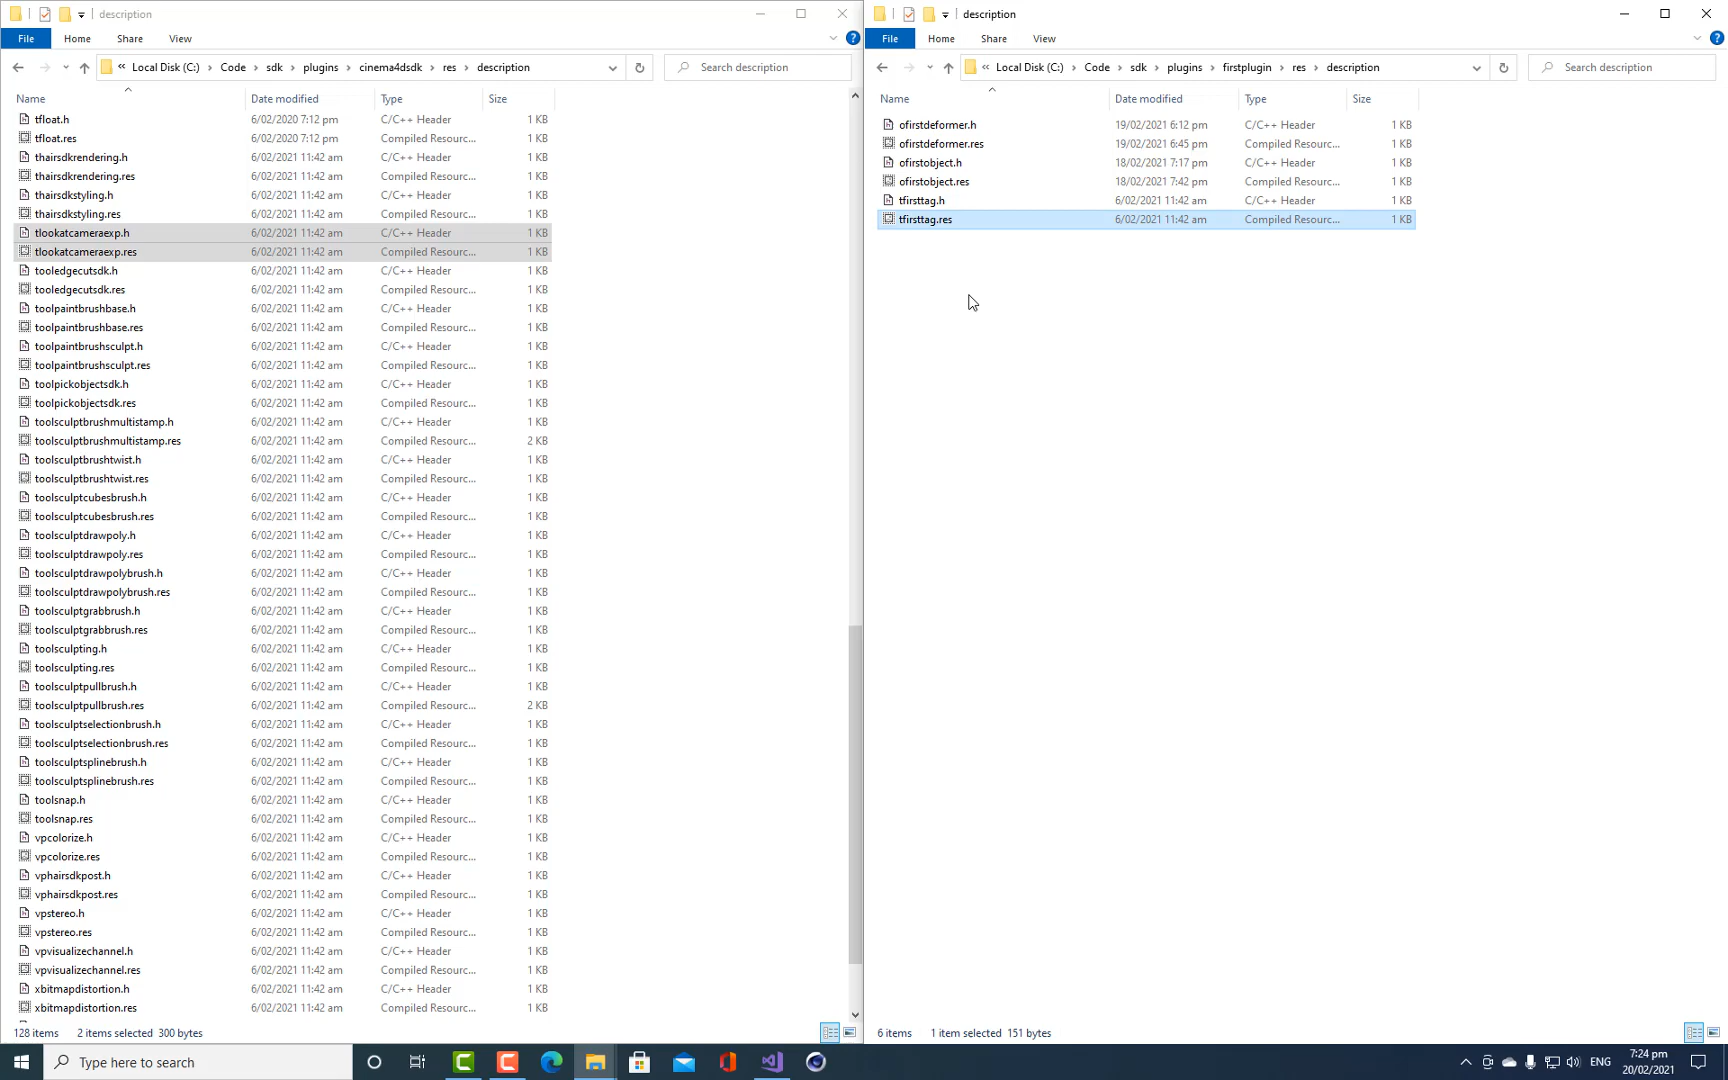 description
File Home Share View
« Local Disk (C:) Code sdk plugins cinema4dsdk res description Search description
Name Date modified Type Size
tfloat.h 6/02/2020 7:12 pm C/C++ Header 1 KB
tfloat.res 6/02/2020 7:12 pm Compiled Resourc... 1 KB
thairsdkrendering.h 6/02/2021 11:42 am C/C++ Header 1 KB
thairsdkrendering.res 6/02/2021 11:42 am Compiled Resourc... 1 KB
thairsdkstyling.h 6/02/2021 11:42 am C/C++ Header 1 KB
thairsdkstyling.res 6/02/2021 11:42 am Compiled Resourc... 1 KB
tlookatcameraexp.h 6/02/2021 11:42 am C/C++ Header 1 KB
tlookatcameraexp.res 6/02/2021 11:42 am Compiled Resourc... 1 KB
tooledgecutsdk.h 6/02/2021 11:42 am C/C++ Header 1 KB
tooledgecutsdk.res 6/02/2021 11:42 am Compiled Resourc... 1 KB
toolpaintbrushbase.h 6/02/2021 11:42 am C/C++ Header 1 KB
toolpaintbrushbase.res 6/02/2021 11:42 am Compiled Resourc... 1 KB
toolpaintbrushsculpt.h 6/02/2021 11:42 am C/C++ Header 1 KB
toolpaintbrushsculpt.res 6/02/2021 11:42 am Compiled Resourc... 1 KB
toolpickobjectsdk.h 6/02/2021 11:42 am C/C++ Header 1 KB
toolpickobjectsdk.res 6/02/2021 11:42 am Compiled Resourc... 1 KB
toolsculptbrushmultistamp.h 6/02/2021 11:42 am C/C++ Header 1 KB
toolsculptbrushmultistamp.res 6/02/2021 11:42 am Compiled Resourc... 2 KB
toolsculptbrushtwist.h 6/02/2021 11:42 am C/C++ Header 1 KB
toolsculptbrushtwist.res 6/02/2021 11:42 am Compiled Resourc... 1 KB
toolsculptcubesbrush.h 6/02/2021 11:42 am C/C++ Header 1 KB
toolsculptcubesbrush.res 6/02/2021 11:42 am Compiled Resourc... 1 KB
toolsculptdrawpoly.h 6/02/2021 11:42 am C/C++ Header 1 KB
toolsculptdrawpoly.res 6/02/2021 11:42 am Compiled Resourc... 1 KB
toolsculptdrawpolybrush.h 6/02/2021 11:42 am C/C++ Header 1 KB
toolsculptdrawpolybrush.res 6/02/2021 11:42 am Compiled Resourc... 1 KB
toolsculptgrabbrush.h 6/02/2021 11:42 am C/C++ Header 1 KB
toolsculptgrabbrush.res 6/02/2021 11:42 am Compiled Resourc... 1 KB
toolsculpting.h 6/02/2021 11:42 am C/C++ Header 1 KB
toolsculpting.res 6/02/2021 11:42 am Compiled Resourc... 1 KB
toolsculptpullbrush.h 6/02/2021 11:42 am C/C++ Header 1 KB
toolsculptpullbrush.res 6/02/2021 11:42 am Compiled Resourc... 2 KB
toolsculptselectionbrush.h 6/02/2021 11:42 am C/C++ Header 1 KB
toolsculptselectionbrush.res 6/02/2021 11:42 am Compiled Resourc... 1 KB
toolsculptsplinebrush.h 6/02/2021 11:42 am C/C++ Header 1 KB
toolsculptsplinebrush.res 6/02/2021 11:42 am Compiled Resourc... 1 KB
toolsnap.h 6/02/2021 11:42 am C/C++ Header 1 KB
toolsnap.res 6/02/2021 11:42 am Compiled Resourc... 1 KB
vpcolorize.h 6/02/2021 11:42 am C/C++ Header 1 KB
vpcolorize.res 6/02/2021 11:42 am Compiled Resourc... 1 KB
vphairsdkpost.h 6/02/2021 11:42 am C/C++ Header 1 KB
vphairsdkpost.res 6/02/2021 11:42 am Compiled Resourc... 1 KB
vpstereo.h 6/02/2021 11:42 am C/C++ Header 1 KB
vpstereo.res 6/02/2021 11:42 am Compiled Resourc... 1 KB
vpvisualizechannel.h 6/02/2021 11:42 am C/C++ Header 1 KB
vpvisualizechannel.res 6/02/2021 11:42 am Compiled Resourc... 1 KB
xbitmapdistortion.h 6/02/2021 11:42 am C/C++ Header 1 KB
xbitmapdistortion.res 6/02/2021 11:42 am Compiled Resourc... 1 KB
128 items 2 items selected 300 bytes
description
File Home Share View
« Local Disk (C:) Code sdk plugins firstplugin res description Search description
Name Date modified Type Size
ofirstdeformer.h 19/02/2021 6:12 pm C/C++ Header 1 KB
ofirstdeformer.res 19/02/2021 6:45 pm Compiled Resourc... 1 KB
ofirstobject.h 18/02/2021 7:17 pm C/C++ Header 1 KB
ofirstobject.res 18/02/2021 7:42 pm Compiled Resourc... 1 KB
tfirsttag.h 6/02/2021 11:42 am C/C++ Header 1 KB
tfirsttag.res 6/02/2021 11:42 am Compiled Resourc... 1 KB
6 items 1 item selected 151 bytes
Type here to search
ENG
7:24 pm
20/02/2021